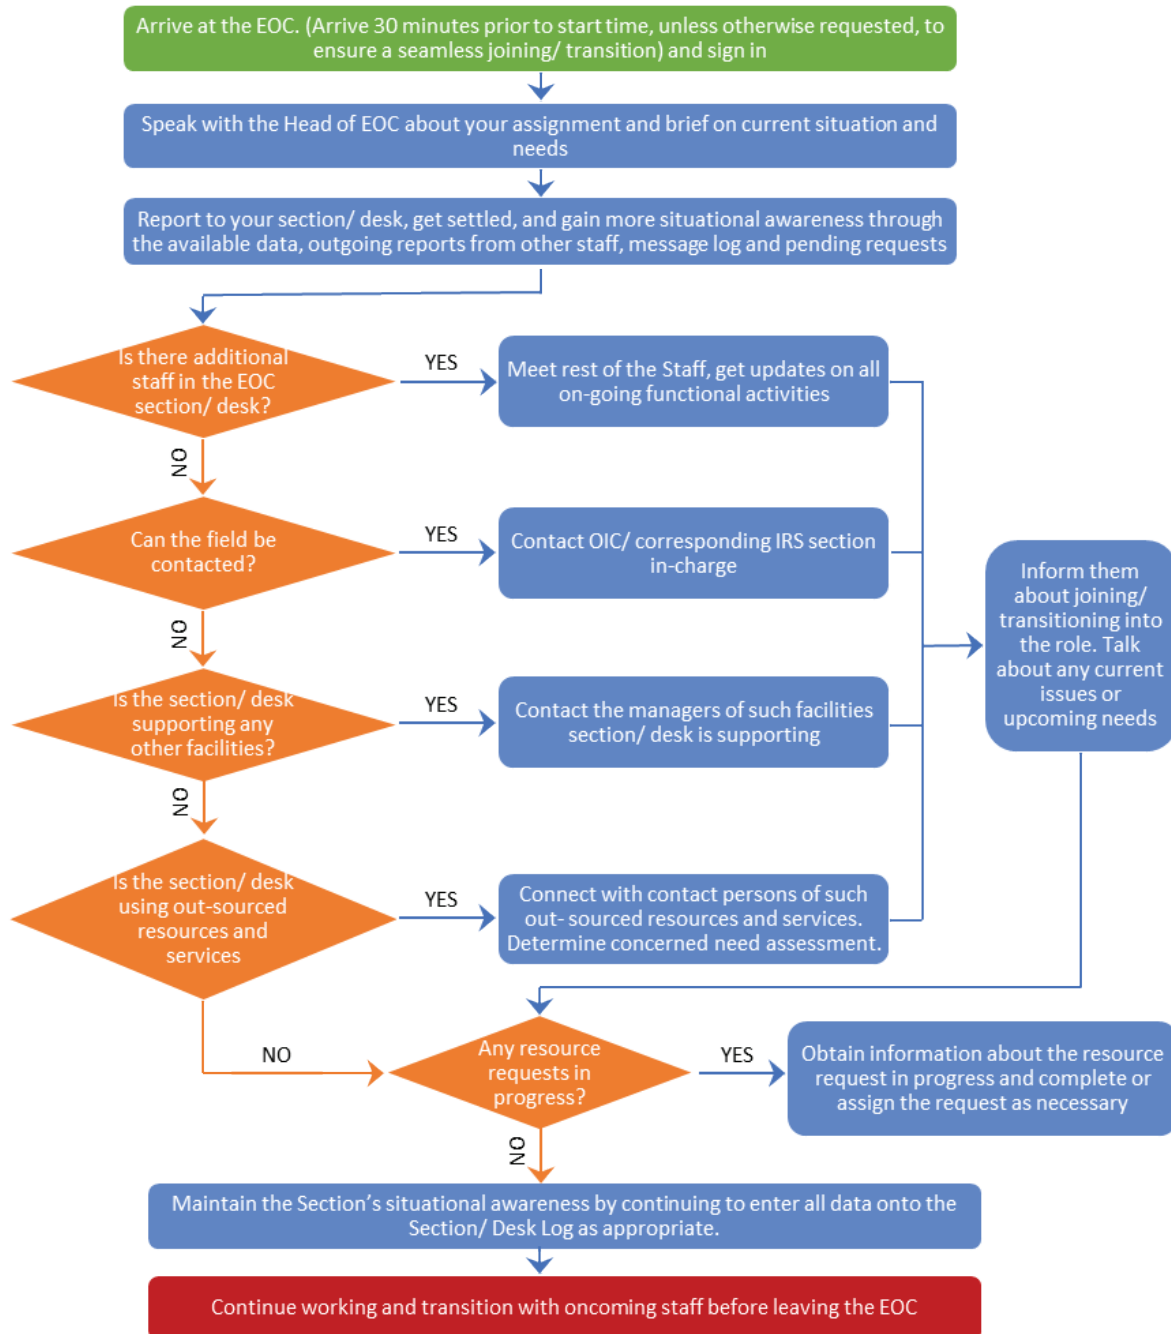 Arrive at the EOC. (Arrive 30 minutes prior to start time, unless otherwise requested, to
ensure a seamless joining/ transition) and sign in
Speak with the Head of EOC about your assignment and brief on current situation and
needs
Report to your section/ desk, get settled, and gain more situational awareness through
the available data, outgoing reports from other staff, message log and pending requests
Is there additional
staff in the EOC
section/ desk?
YES
Meet rest of the Staff, get updates on all
on-going functional activities
NO
Can the field be
contacted?
YES
Contact OIC/ corresponding IRS section
in-charge
Inform them
about joining/
transitioning into
the role. Talk
about any current
issues or
upcoming needs
NO
Is the section/ desk
supporting any
other facilities?
YES
Contact the managers of such facilities
section/ desk is supporting
NO
Is the section/ desk
using out-sourced
resources and
services
YES
Connect with contact persons of such
out- sourced resources and services.
Determine concerned need assessment.
NO
Any resource
requests in
progress?
YES
Obtain information about the resource
request in progress and complete or
assign the request as necessary
NO
Maintain the Section's situational awareness by continuing to enter all data onto the
Section/ Desk Log as appropriate.
Continue working and transition with oncoming staff before leaving the EOC